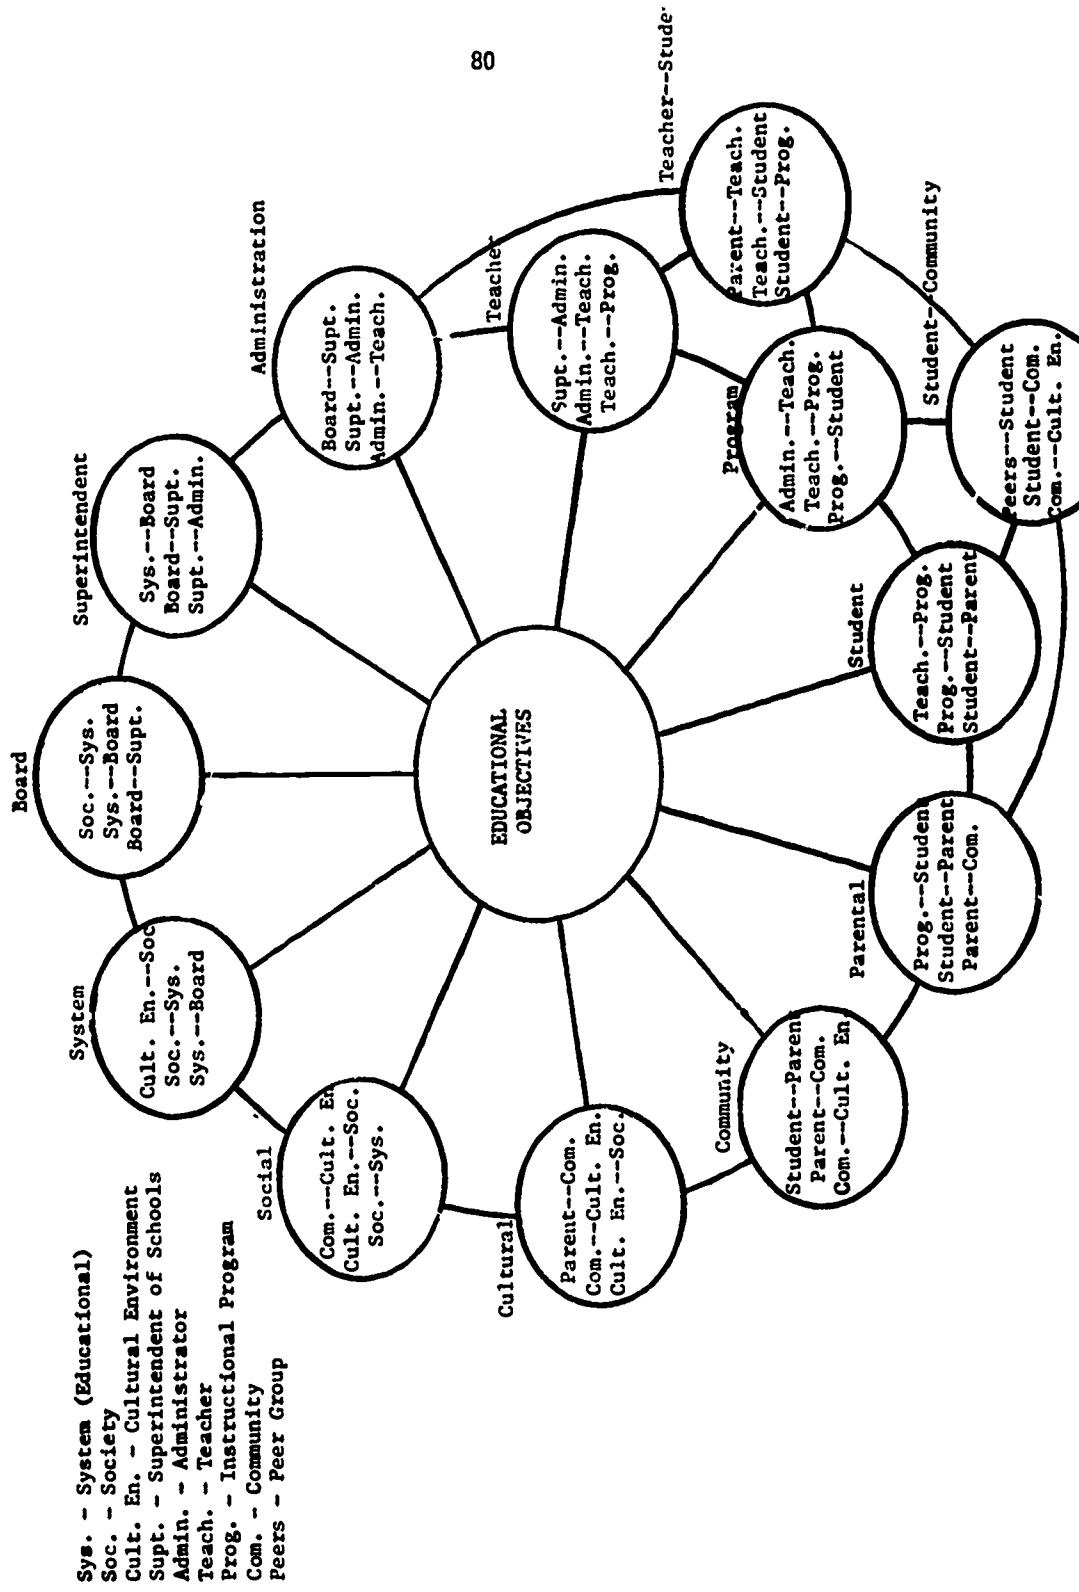 80
Sys. - System (Educational)
Soc. - Society
Cult. En. - Cultural Environment
Supt. - Superintendent of Schools
Admin. - Administrator
Teach. - Teacher
Prog. - Instructional Program
Com. - Community
Peers - Peer Group
EDUCATIONAL
OBJECTIVES
Board
Soc.--Sys.
Sys.--Board
Board--Supt.
Superintendent
Sys.--Board
Board--Supt.
Supt.--Admin.
Administration
Board--Supt.
Supt.--Admin.
Admin.--Teach.
Teacher
Supt.--Admin.
Admin.--Teach.
Teach.--Prog.
Teacher--Stude
Parent--Teach.
Teach.--Student
Student--Prog.
Program
Admin.--Teach.
Teach.--Prog.
Prog.--Student
Student--Community
Peers--Student
Student--Com.
Com.--Cult. En.
Student
Teach.--Prog.
Prog.--Student
Student--Parent
Parental
Prog.--Student
Student--Parent
Parent--Com.
Community
Student--Paren
Parent--Com.
Com.--Cult. En
Cultural
Parent--Com.
Com.--Cult. En.
Cult. En.--Soc.
Social
Com.--Cult. En
Cult. En.--Soc.
Soc.--Sys.
System
Cult. En.--Soc
Soc.--Sys.
Sys.--Board